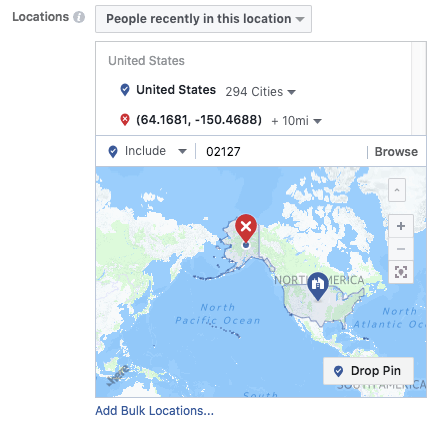 Locations People recently in this location
United States
United States 294 Cities
(64.1681, -150.4688) + 10mi
Include 02127 Browse
NORTH AMERICA
North
Pacific Ocean
North
Atlantic Oc
Drop Pin
SOUTH AMERICA
Add Bulk Locations...